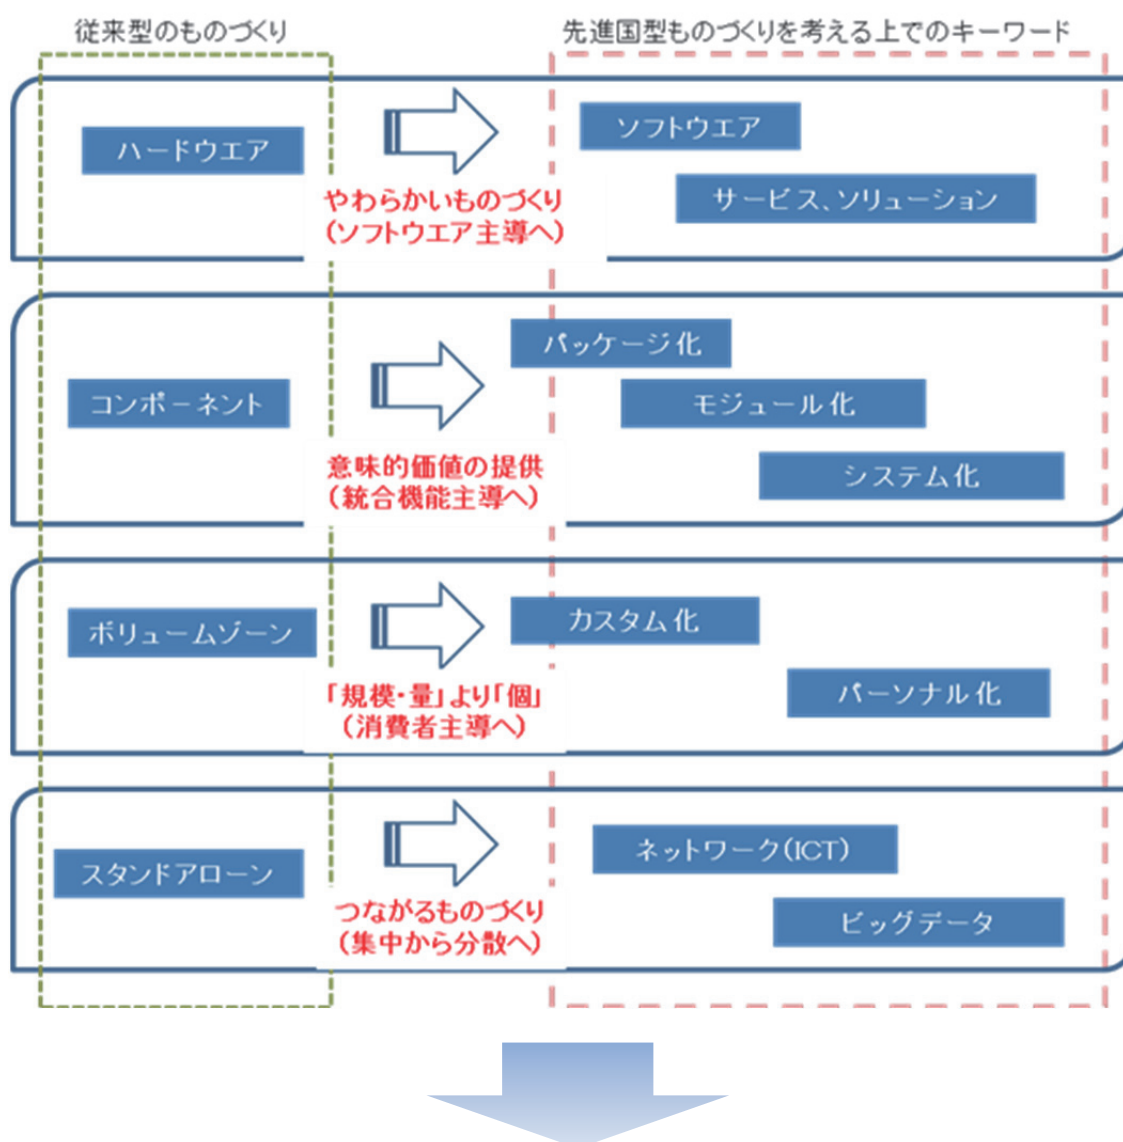 従来型のものづくり
先進国型ものづくりを考える上でのキーワード
ハードウエア
やわらかいものづくり
(ソフトウエア主導へ)
ソフトウエア
サービス、ソリューション
コンポーネント
意味的価値の提供
(統合機能主導へ)
パッケージ化
モジュール化
システム化
ボリュームゾーン
「規模・量」より「個」
(消費者主導へ)
カスタム化
パーソナル化
スタンドアローン
つながるものづくり
(集中から分散へ)
ネットワーク(ICT)
ビッグデータ